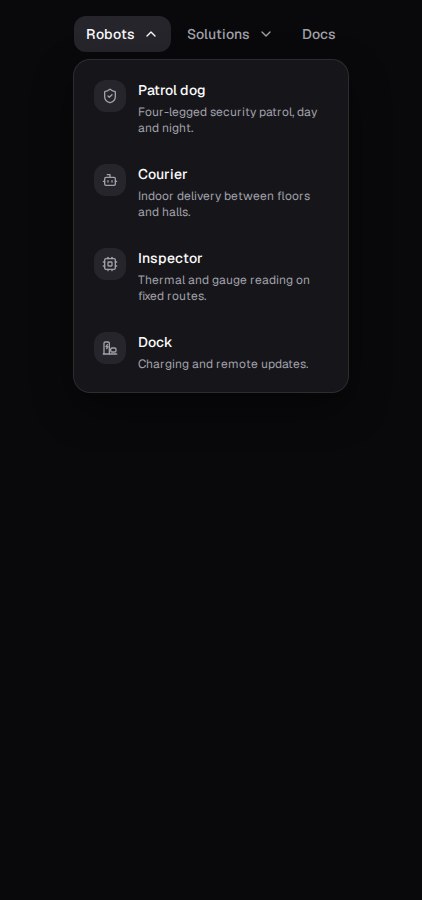 Robots
Solutions
Docs
Patrol dog
Four-legged security patrol, day
and night.
Courier
Indoor delivery between floors
and halls.
Inspector
Thermal and gauge reading on
fixed routes.
Dock
Charging and remote updates.